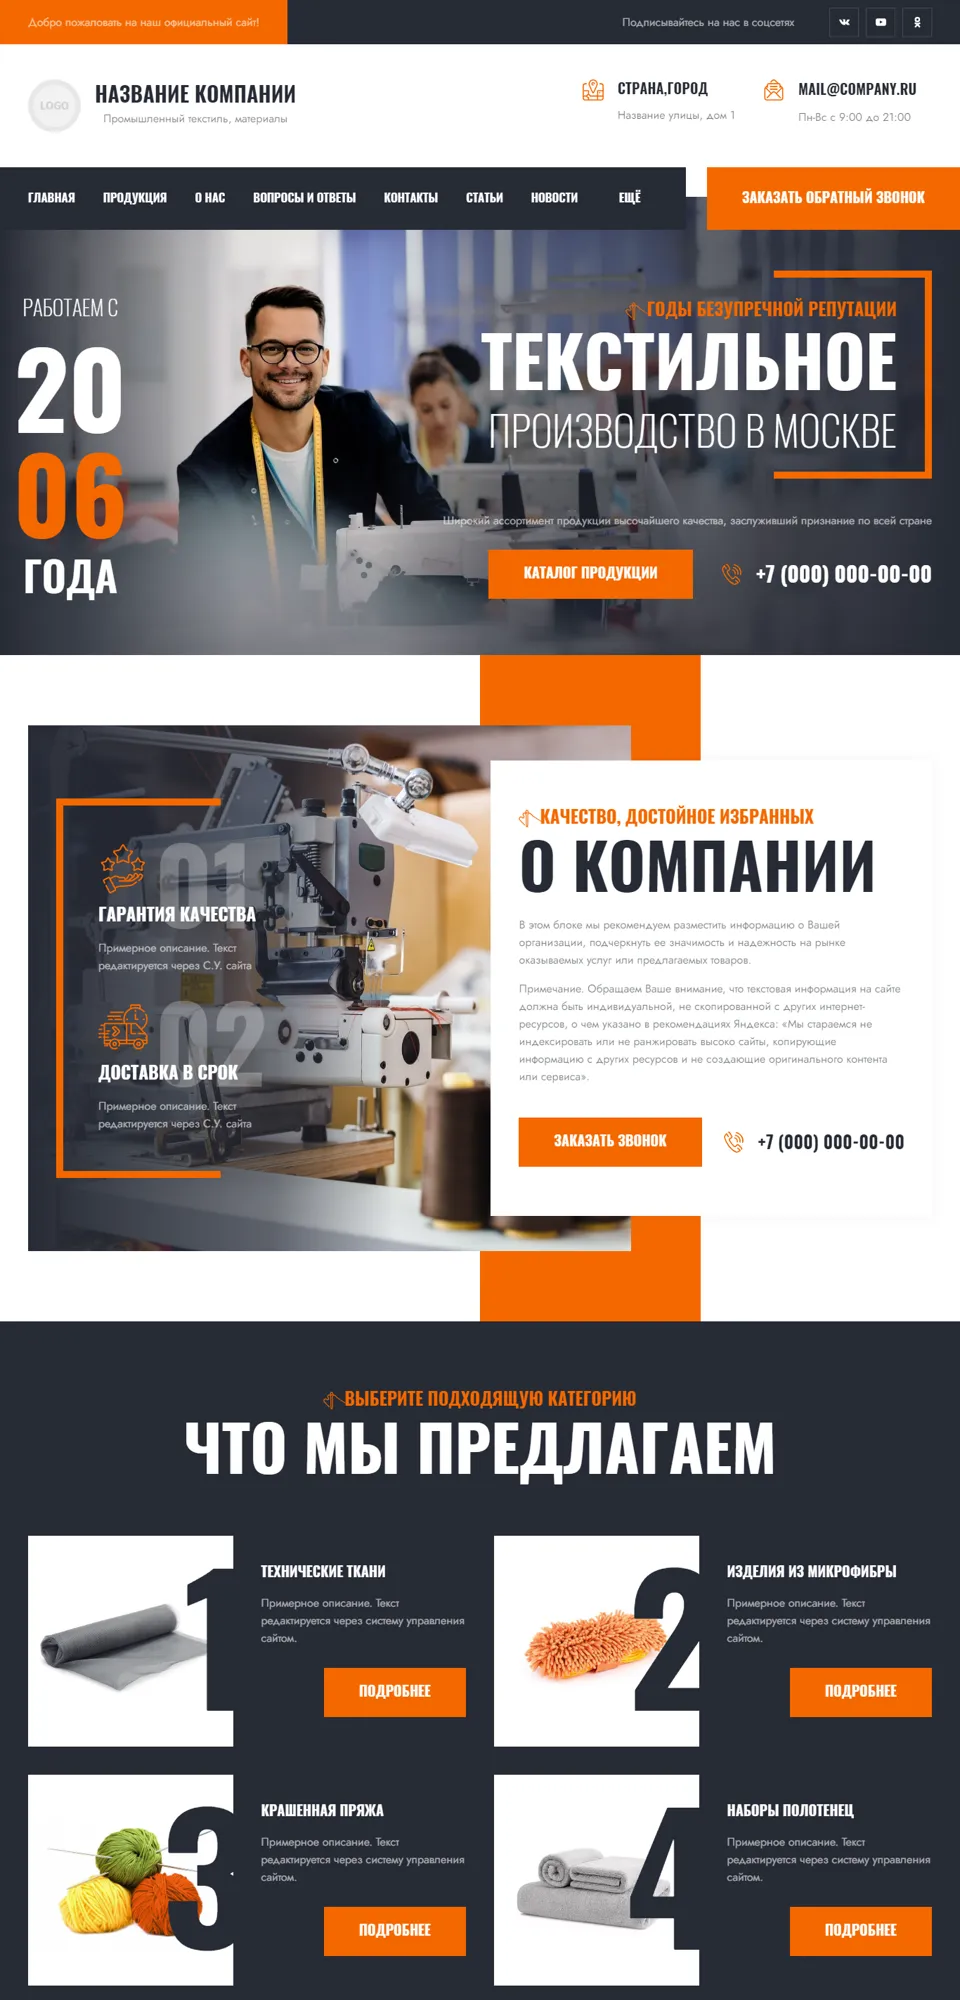 Добро пожаловать на наш официальный сайт!
Подписывайтесь на нас в соцсетях
LOGO
НАЗВАНИЕ КОМПАНИИ
Промышленный текстиль, материалы
СТРАНА,ГОРОД
Название улицы, дом 1
MAIL@COMPANY.RU
Пн-Вс с 9:00 до 21:00
ГЛАВНАЯ ПРОДУКЦИЯ О НАС ВОПРОСЫ И ОТВЕТЫ КОНТАКТЫ СТАТЬИ НОВОСТИ ЕЩЁ
ЗАКАЗАТЬ ОБРАТНЫЙ ЗВОНОК
РАБОТАЕМ С
20
06
ГОДА
ГОДЫ БЕЗУПРЕЧНОЙ РЕПУТАЦИИ
ТЕКСТИЛЬНОЕ
ПРОИЗВОДСТВО В МОСКВЕ
Широкий ассортимент продукции высочайшего качества, заслуживший признание по всей стране
КАТАЛОГ ПРОДУКЦИИ
+7 (000) 000-00-00
01
ГАРАНТИЯ КАЧЕСТВА
Примерное описание. Текст
редактируется через С.У. сайта
02
ДОСТАВКА В СРОК
Примерное описание. Текст
редактируется через С.У. сайта
КАЧЕСТВО, ДОСТОЙНОЕ ИЗБРАННЫХ
О КОМПАНИИ
В этом блоке мы рекомендуем разместить информацию о Вашей
организации, подчеркнуть ее значимость и надежность на рынке
оказываемых услуг или предлагаемых товаров.
Примечание. Обращаем Ваше внимание, что текстовая информация на сайте
должна быть индивидуальной, не скопированной с других интернет-
ресурсов, о чем указано в рекомендациях Яндекса: «Мы стараемся не
индексировать или не ранжировать высоко сайты, копирующие
информацию с других ресурсов и не создающие оригинального контента
или сервиса».
ЗАКАЗАТЬ ЗВОНОК
+7 (000) 000-00-00
ВЫБЕРИТЕ ПОДХОДЯЩУЮ КАТЕГОРИЮ
ЧТО МЫ ПРЕДЛАГАЕМ
1
ТЕХНИЧЕСКИЕ ТКАНИ
Примерное описание. Текст
редактируется через систему управления
сайтом.
ПОДРОБНЕЕ
2
ИЗДЕЛИЯ ИЗ МИКРОФИБРЫ
Примерное описание. Текст
редактируется через систему управления
сайтом.
ПОДРОБНЕЕ
3
КРАШЕННАЯ ПРЯЖА
Примерное описание. Текст
редактируется через систему управления
сайтом.
ПОДРОБНЕЕ
4
НАБОРЫ ПОЛОТЕНЕЦ
Примерное описание. Текст
редактируется через систему управления
сайтом.
ПОДРОБНЕЕ